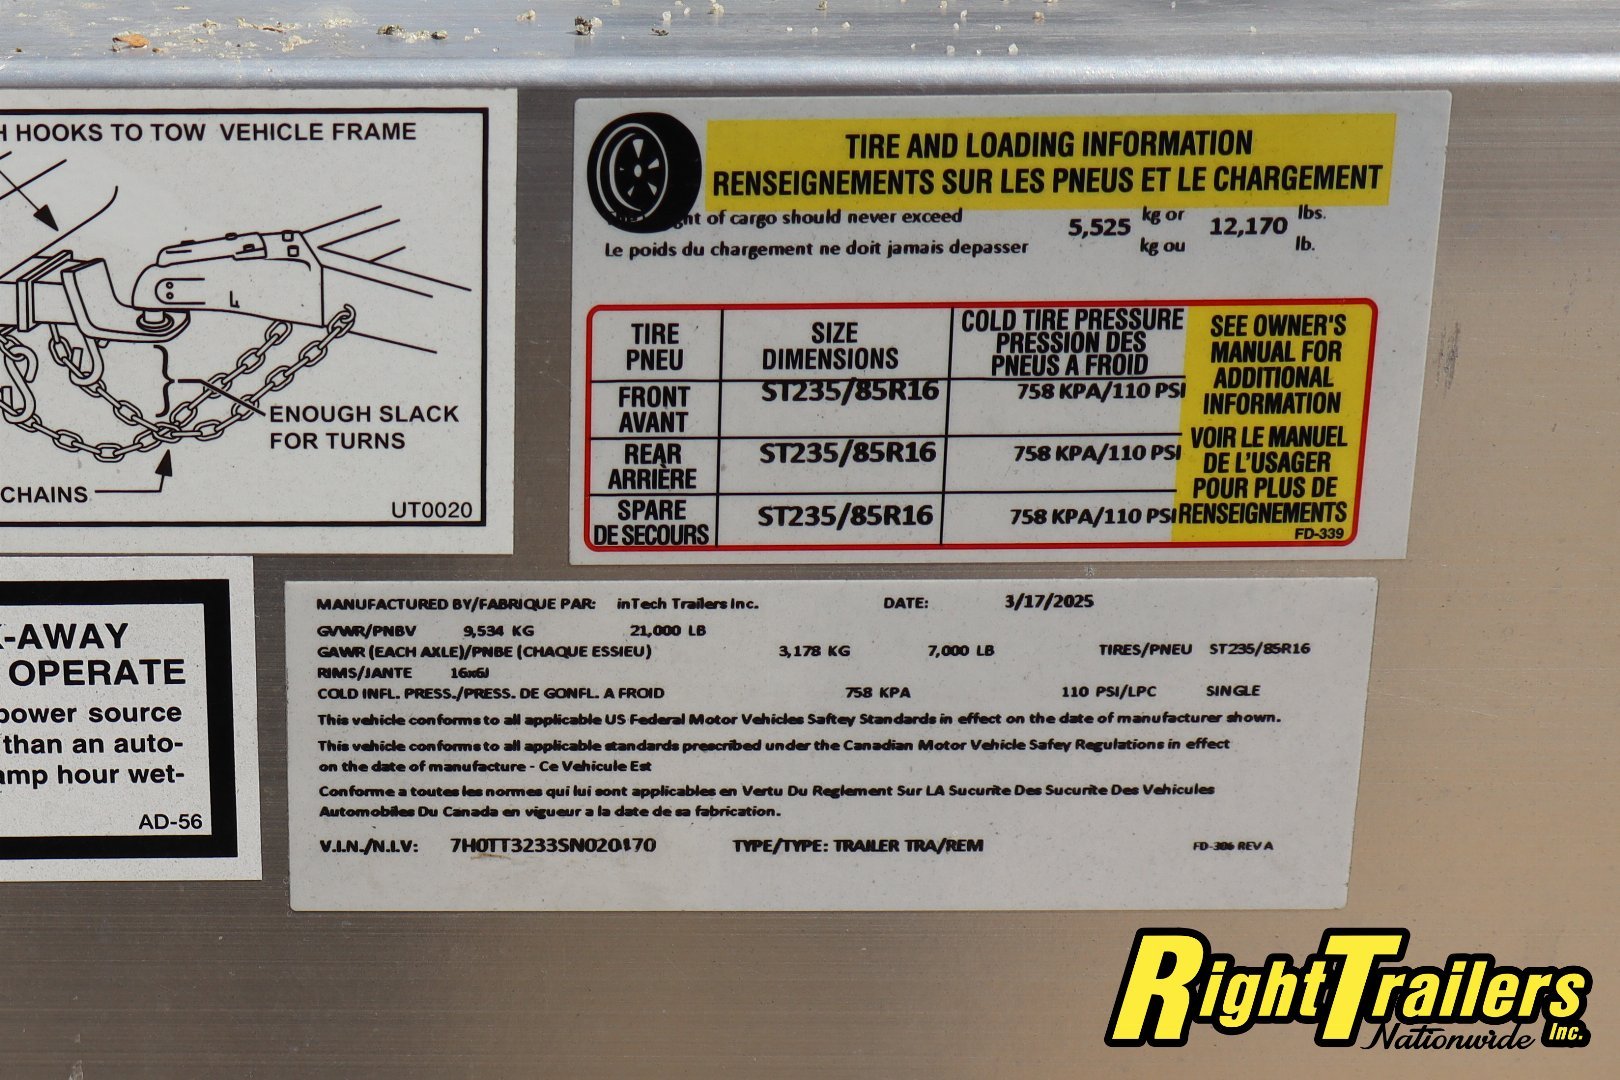 H HOOKS TO TOW VEHICLE FRAME
ENOUGH SLACK
FOR TURNS
CHAINS
UT0020
TIRE AND LOADING INFORMATION
RENSEIGNEMENTS SUR LES PNEUS ET LE CHARGEMENT
of cargo should never exceed 5,525 kg or 12,170 lbs.
Le poids du chargement ne doit jamais depasser kg ou lb.
TIRE SIZE COLD TIRE PRESSURE
PNEU DIMENSIONS PRESSION DES
PNEUS A FROID
FRONT ST235/85R16 758 KPA/110 PSI
AVANT
REAR ST235/85R16 758 KPA/110 PSI
ARRIÈRE
SPARE ST235/85R16 758 KPA/110 PSI
DE SECOURS
SEE OWNER'S
MANUAL FOR
ADDITIONAL
INFORMATION
VOIR LE MANUEL
DE L'USAGER
POUR PLUS DE
RENSEIGNEMENTS
FD-339
K-AWAY
OPERATE
power source
than an auto-
amp hour wet-
AD-56
MANUFACTURED BY/FABRIQUE PAR: inTech Trailers Inc. DATE: 3/17/2025
GVWR/PNBV 9,534 KG 21,000 LB
GAWR (EACH AXLE)/PNBE (CHAQUE ESSIEU) 3,178 KG 7,000 LB TIRES/PNEU ST235/85R16
RIMS/JANTE 16x6J
COLD INFL. PRESS./PRESS. DE GONFL. A FROID 758 KPA 110 PSI/LPC SINGLE
This vehicle conforms to all applicable US Federal Motor Vehicles Saftey Standards in effect on the date of manufacturer shown.
This vehicle conforms to all applicable standards prescribed under the Canadian Motor Vehicle Safey Regulations in effect
on the date of manufacture - Ce Vehicule Est
Conforme a toutes les normes qui lui sont applicables en Vertu Du Reglement Sur LA Sucurite Des Sucurite Des Vehicules
Automobiles Du Canada en vigueur a la date de sa fabrication.
V.I.N./N.I.V: TYPE/TYPE: TRAILER TRA/REM FD-306 REV A
Right Trailers Inc.
Nationwide